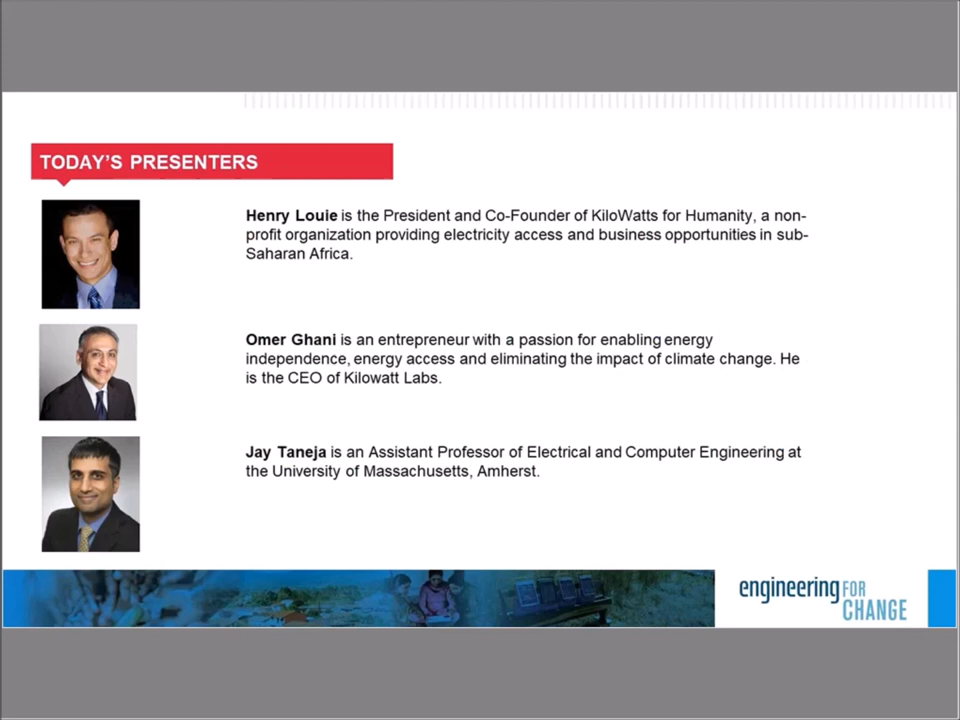 TODAY'S PRESENTERS
Henry Louie is the President and Co-Founder of KiloWatts for Humanity, a non-
profit organization providing electricity access and business opportunities in sub-
Saharan Africa.
Omer Ghani is an entrepreneur with a passion for enabling energy
independence, energy access and eliminating the impact of climate change. He
is the CEO of Kilowatt Labs.
Jay Taneja is an Assistant Professor of Electrical and Computer Engineering at
the University of Massachusetts, Amherst.
engineering FOR
CHANGE